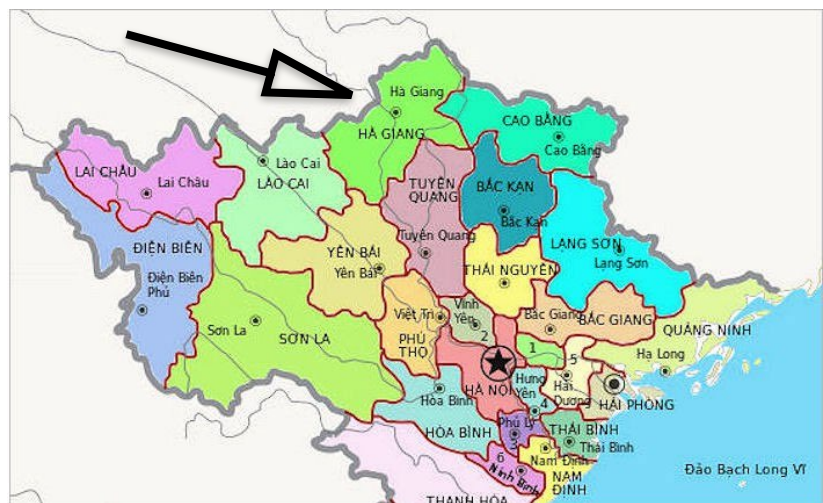 Hà Giang
HÀ GIANG
CAO BẰNG
Cao Bằng
LAI CHÂU
Lai Châu
Lào Cai
LÀO CAI
TUYÊN
QUANG
BẮC KẠN
Bắc Kạn
ĐIỆN BIÊN
Điện Biên
Phủ
YÊN BÁI
Yên Bái
Tuyên Quang
LẠNG SƠN
Lạng Sơn
THÁI NGUYÊN
Sơn La
SƠN LA
Việt Trì
PHÚ
THỌ
Vĩnh
Yên
2
Bắc Giang
BẮC GIANG
QUẢNG NINH
Hạ Long
1
5
HÀ NỘI
Hưng
Yên
4
Hải
Dương
HẢI PHÒNG
Hòa Bình
HÒA BÌNH
Phủ Lý
3
THÁI BÌNH
Thái Bình
6
Ninh Bình
Nam Định
NAM
ĐỊNH
THANH HÓA
Đảo Bạch Long Vĩ